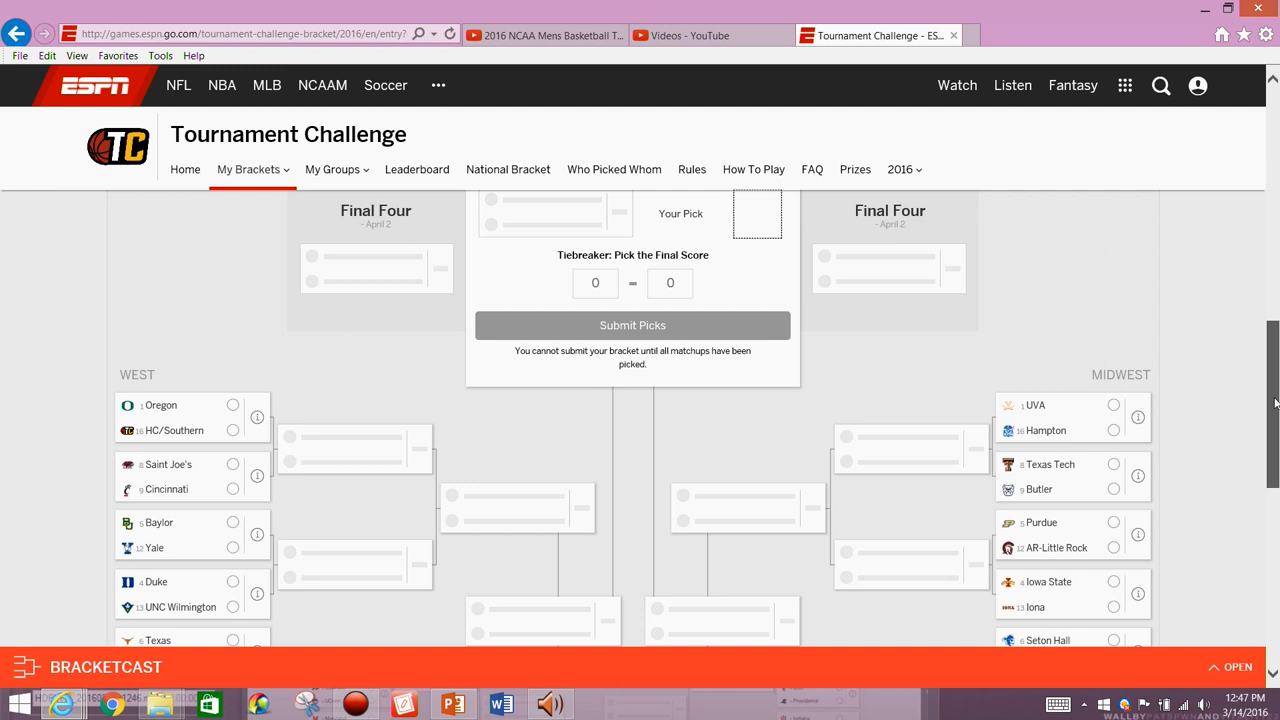 http://games.espn.go.com/tournament-challenge-bracket/2016/en/entry?
2016 NCAA Mens Basketball T...
Videos - YouTube
Tournament Challenge - ES...
File Edit View Favorites Tools Help
ESPN NFL NBA MLB NCAAM Soccer ••• Watch Listen Fantasy
TC Tournament Challenge
Home My Brackets My Groups Leaderboard National Bracket Who Picked Whom Rules How To Play FAQ Prizes 2016
Final Four
- April 2
Your Pick
Final Four
- April 2
Tiebreaker: Pick the Final Score
0 - 0
Submit Picks
You cannot submit your bracket until all matchups have been
picked.
WEST
1 Oregon
16 HC/Southern
8 Saint Joe's
9 Cincinnati
5 Baylor
12 Yale
4 Duke
13 UNC Wilmington
6 Texas
MIDWEST
1 UVA
16 Hampton
8 Texas Tech
9 Butler
5 Purdue
12 AR-Little Rock
4 Iowa State
13 Iona
6 Seton Hall
BRACKETCAST OPEN
12:47 PM
3/14/2016